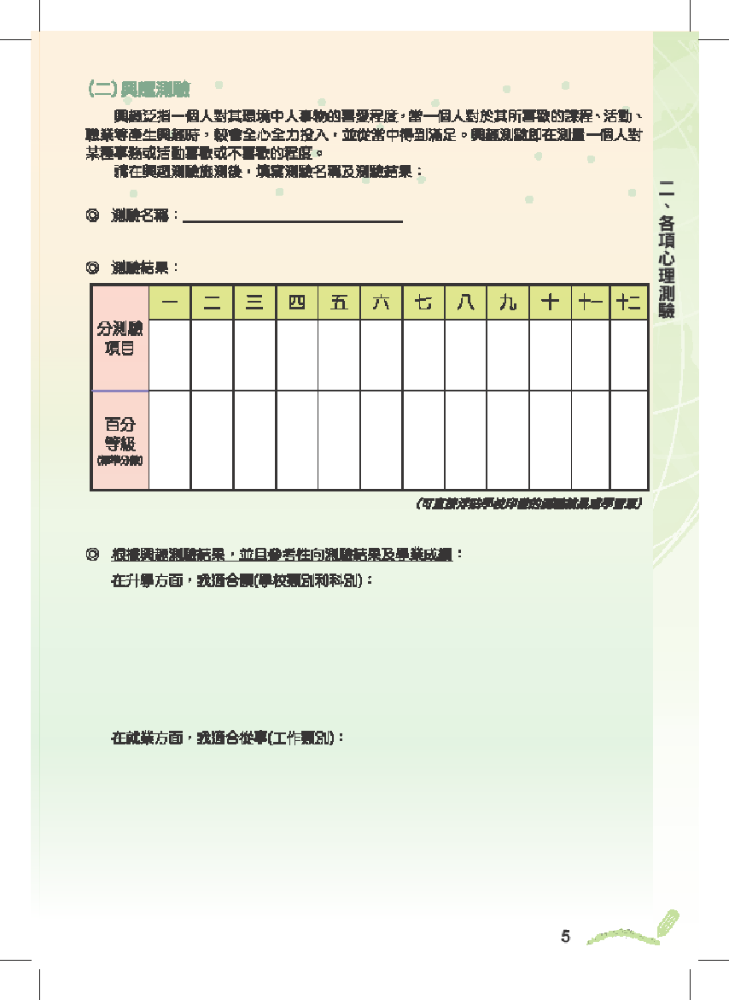 (二)興趣測驗
興趣泛指一個人對其環境中人事物的喜愛程度，當一個人對於其所喜歡的課程、活動、
職業等產生興趣時，較會全心全力投入，並從當中得到滿足。興趣測驗即在測量一個人對
某種事務或活動喜歡或不喜歡的程度。
請在興趣測驗施測後，填寫測驗名稱及測驗結果：
◎ 測驗名稱：
◎ 測驗結果：
分測驗項目 一 二 三 四 五 六 七 八 九 十 十一 十二
百分
等級
(標準分數)
(可直接浮貼學校印製的測驗結果或學習單)
◎ 根據興趣測驗結果，並且參考性向測驗結果及學業成績：
在升學方面，我適合讀(學校類別和科別)：
在就業方面，我適合從事(工作類別)：
二、各項心理測驗
5